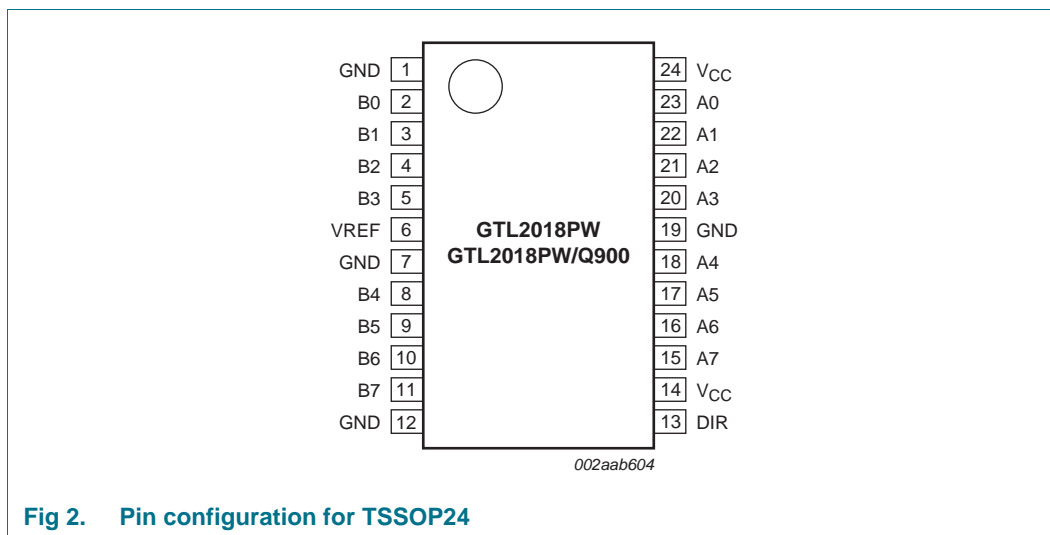 GND 1 24 VCC
B0 2 23 A0
B1 3 22 A1
B2 4 21 A2
B3 5 20 A3
VREF 6 GTL2018PW 19 GND
GND 7 GTL2018PW/Q900 18 A4
B4 8 17 A5
B5 9 16 A6
B6 10 15 A7
B7 11 14 VCC
GND 12 13 DIR
002aab604
Fig 2. Pin configuration for TSSOP24